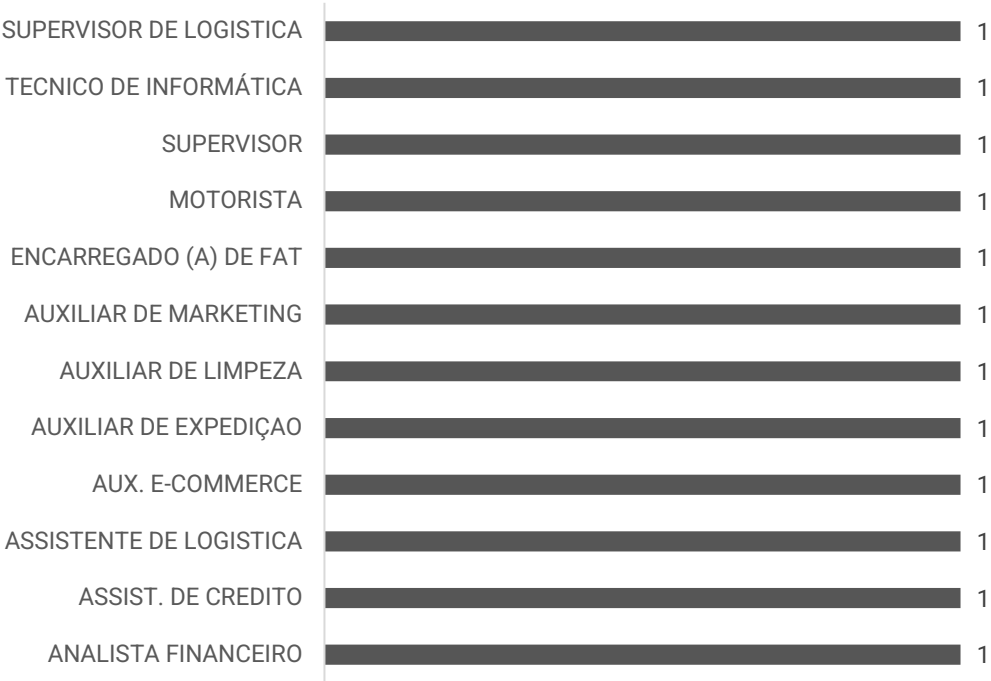 SUPERVISOR DE LOGISTICA 1
TECNICO DE INFORMÁTICA 1
SUPERVISOR 1
MOTORISTA 1
ENCARREGADO (A) DE FAT 1
AUXILIAR DE MARKETING 1
AUXILIAR DE LIMPEZA 1
AUXILIAR DE EXPEDIÇAO 1
AUX. E-COMMERCE 1
ASSISTENTE DE LOGISTICA 1
ASSIST. DE CREDITO 1
ANALISTA FINANCEIRO 1